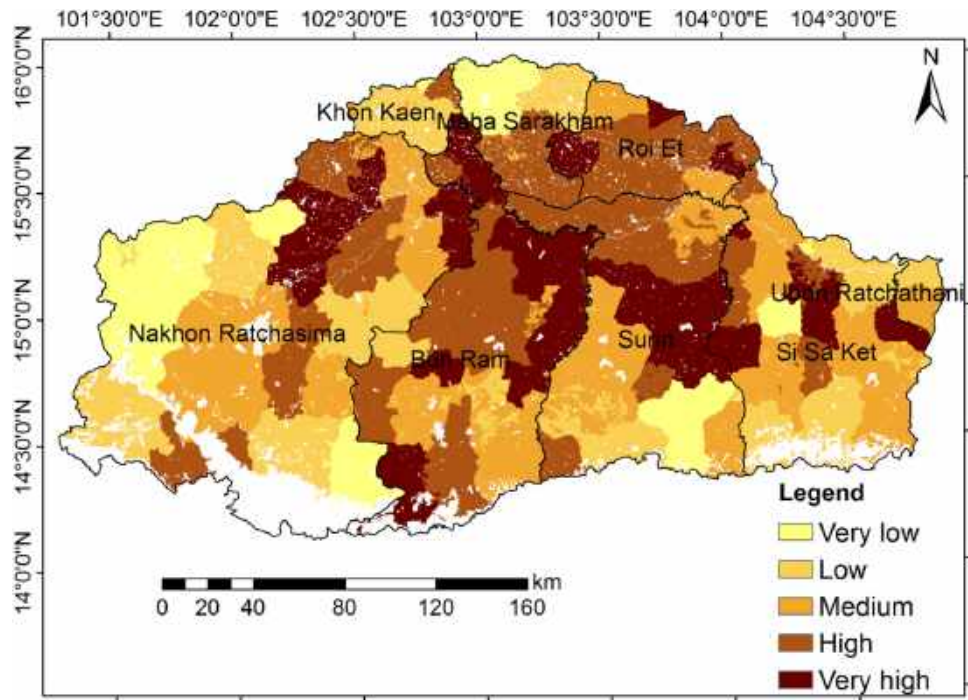 101°30'0"E 102°0'0"E 102°30'0"E 103°0'0"E 103°30'0"E 104°0'0"E 104°30'0"E
N
16°0'0"N
Khon Kaen
Maha Sarakham
Roi Et
15°30'0"N
Ubon Ratchathani
15°0'0"N
Nakhon Ratchasima
Buri Ram
Surin
Si Sa Ket
14°30'0"N
14°0'0"N
Legend
Very low
Low
Medium
High
Very high
km
0 20 40 80 120 160